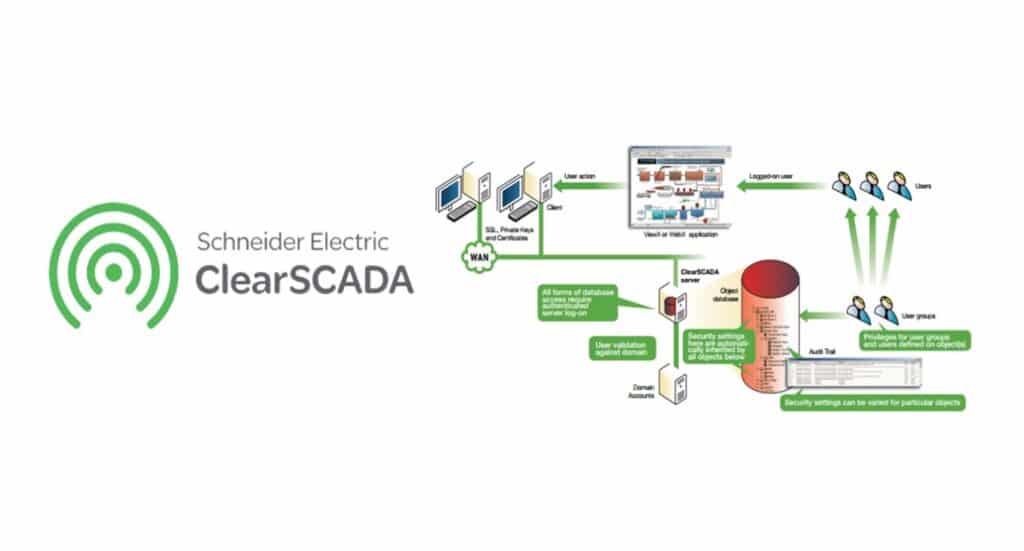 Schneider Electric
ClearSCADA
User action
Logged-on user
Users
Client
SSL, Private Keys
and Certificates
ViewX or WebX application
WAN
ClearSCADA
server
Object
database
All forms of database
access require
authenticated
server log-on
User groups
Privileges for user groups
and users defined on object(s)
User validation
against domain
Security settings
here are automati-
cally inherited by
all objects below
Audit Trail
Domain
Accounts
Security settings can be varied for particular objects